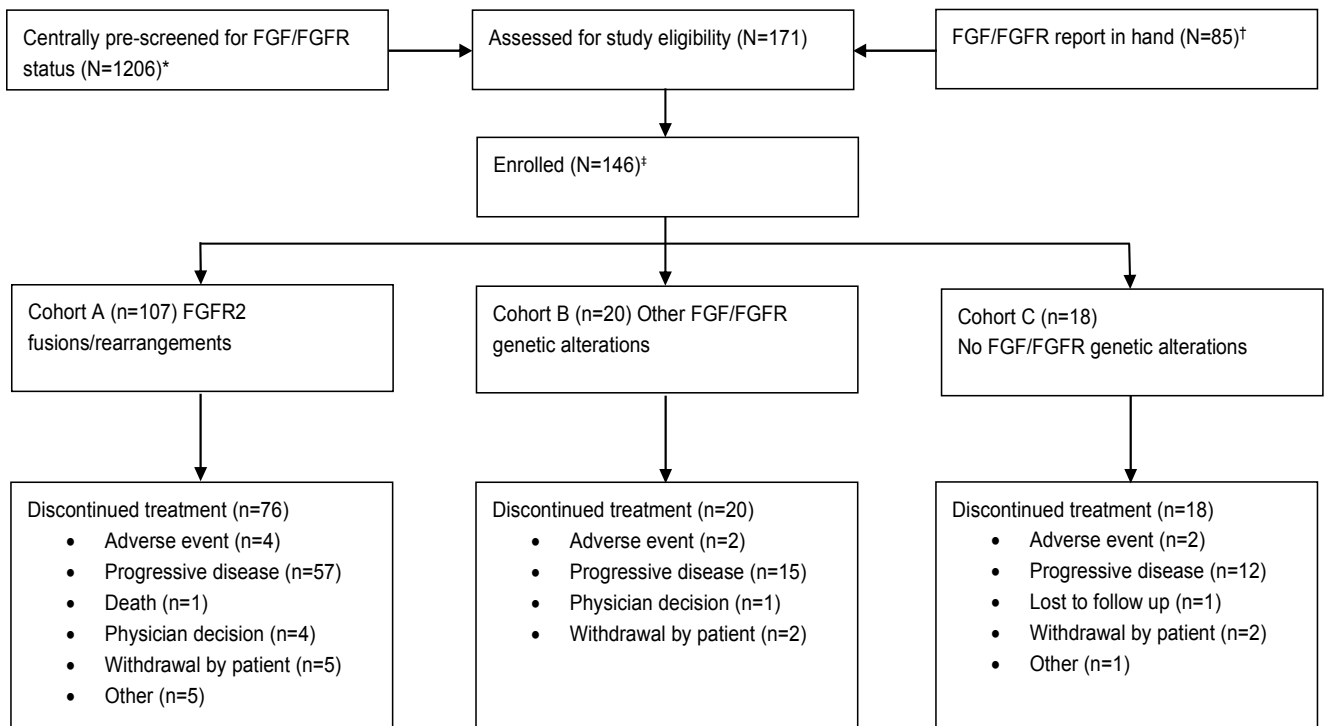 Centrally pre-screened for FGF/FGFR
status (N=1206)*
Assessed for study eligibility (N=171)
FGF/FGFR report in hand (N=85)†
Enrolled (N=146)‡
Cohort A (n=107) FGFR2
fusions/rearrangements
Cohort B (n=20) Other FGF/FGFR
genetic alterations
Cohort C (n=18)
No FGF/FGFR genetic alterations
Discontinued treatment (n=76)
• Adverse event (n=4)
• Progressive disease (n=57)
• Death (n=1)
• Physician decision (n=4)
• Withdrawal by patient (n=5)
• Other (n=5)
Discontinued treatment (n=20)
• Adverse event (n=2)
• Progressive disease (n=15)
• Physician decision (n=1)
• Withdrawal by patient (n=2)
Discontinued treatment (n=18)
• Adverse event (n=2)
• Progressive disease (n=12)
• Lost to follow up (n=1)
• Withdrawal by patient (n=2)
• Other (n=1)